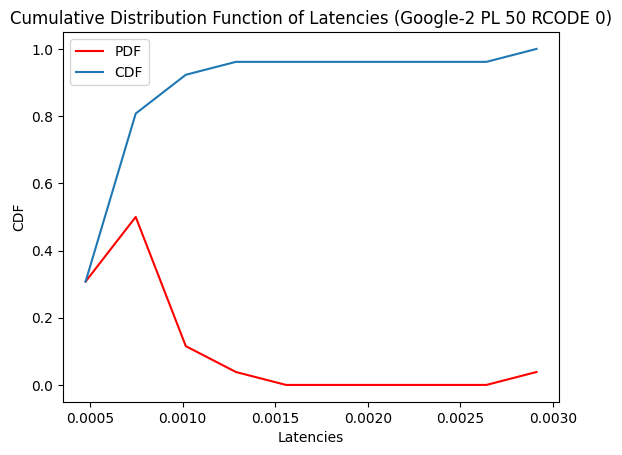 Cumulative Distribution Function of Latencies (Google-2 PL 50 RCODE 0)
PDF
CDF
1.0
0.8
0.6
0.4
0.2
0.0
CDF
0.0005
0.0010
0.0015
0.0020
0.0025
0.0030
Latencies